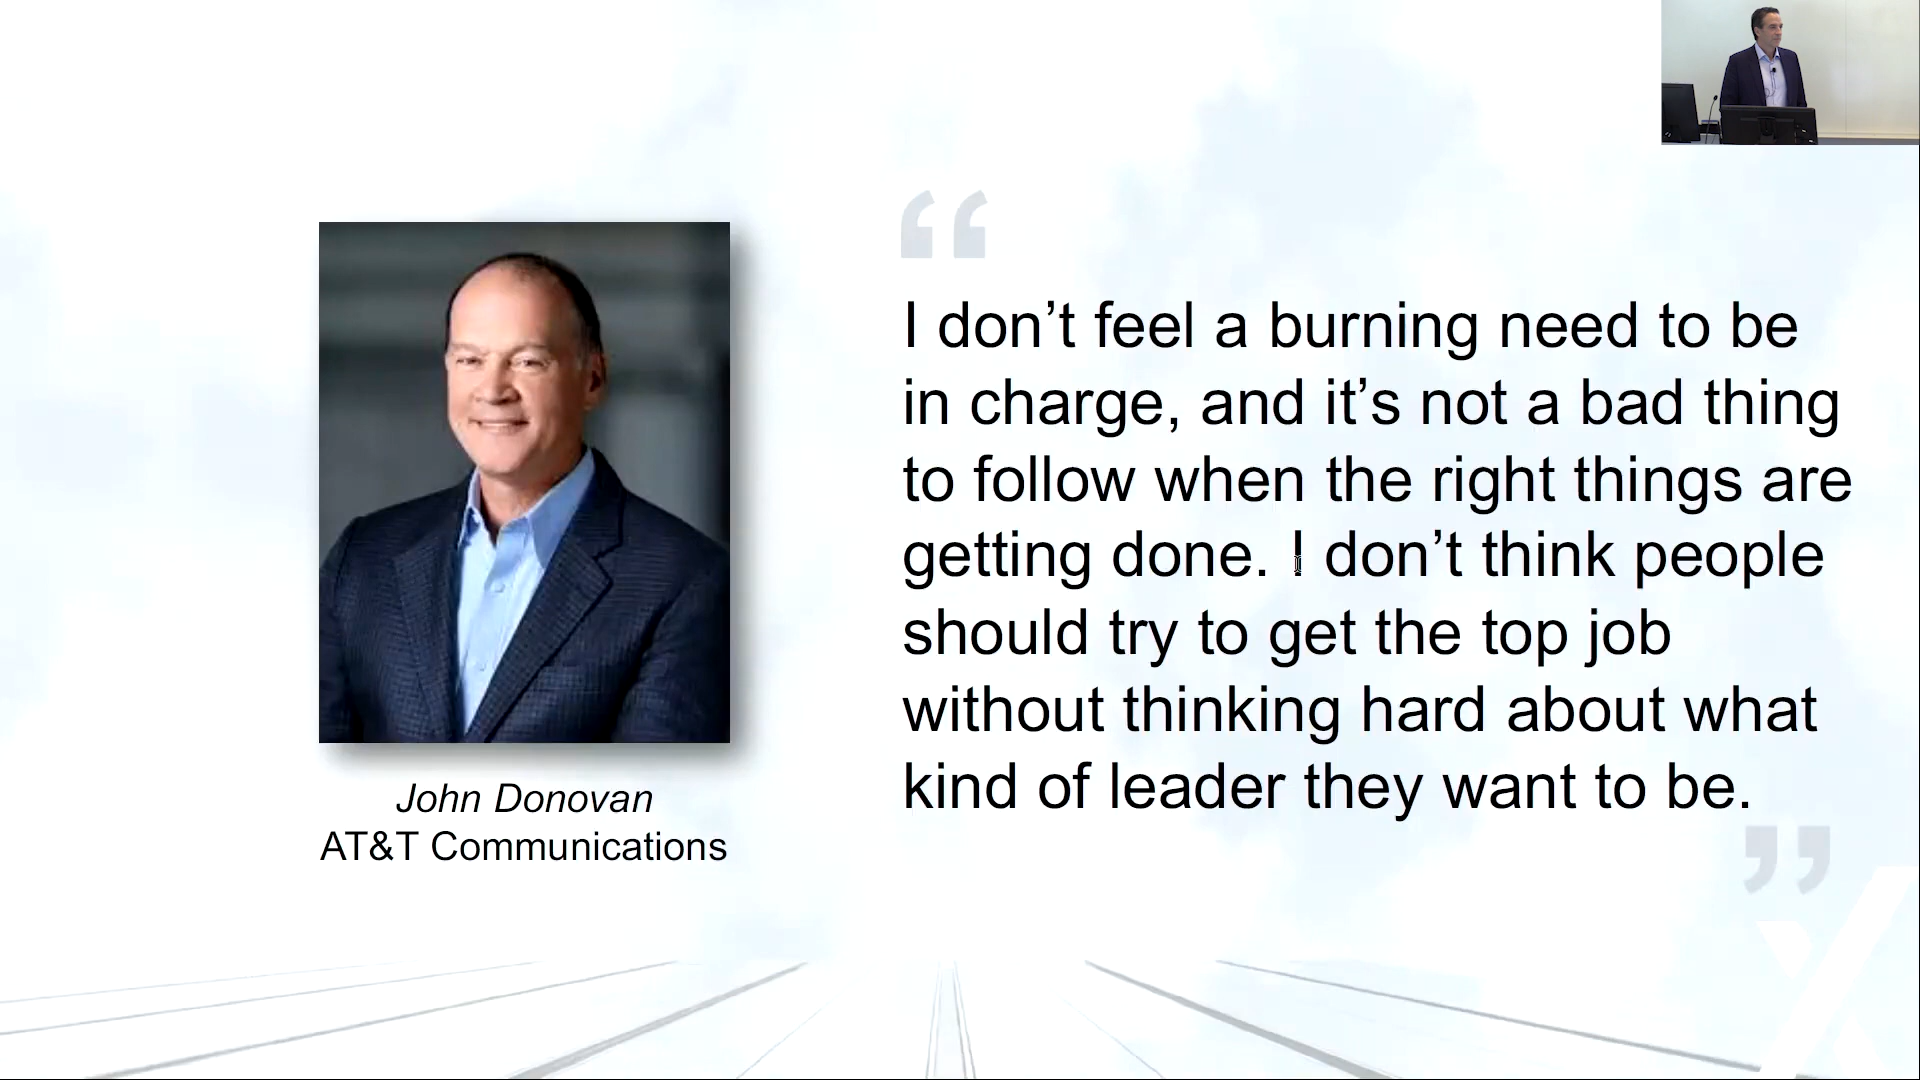 “
I don’t feel a burning need to be
in charge, and it’s not a bad thing
to follow when the right things are
getting done. I don’t think people
should try to get the top job
without thinking hard about what
kind of leader they want to be.
”
John Donovan
AT&T Communications